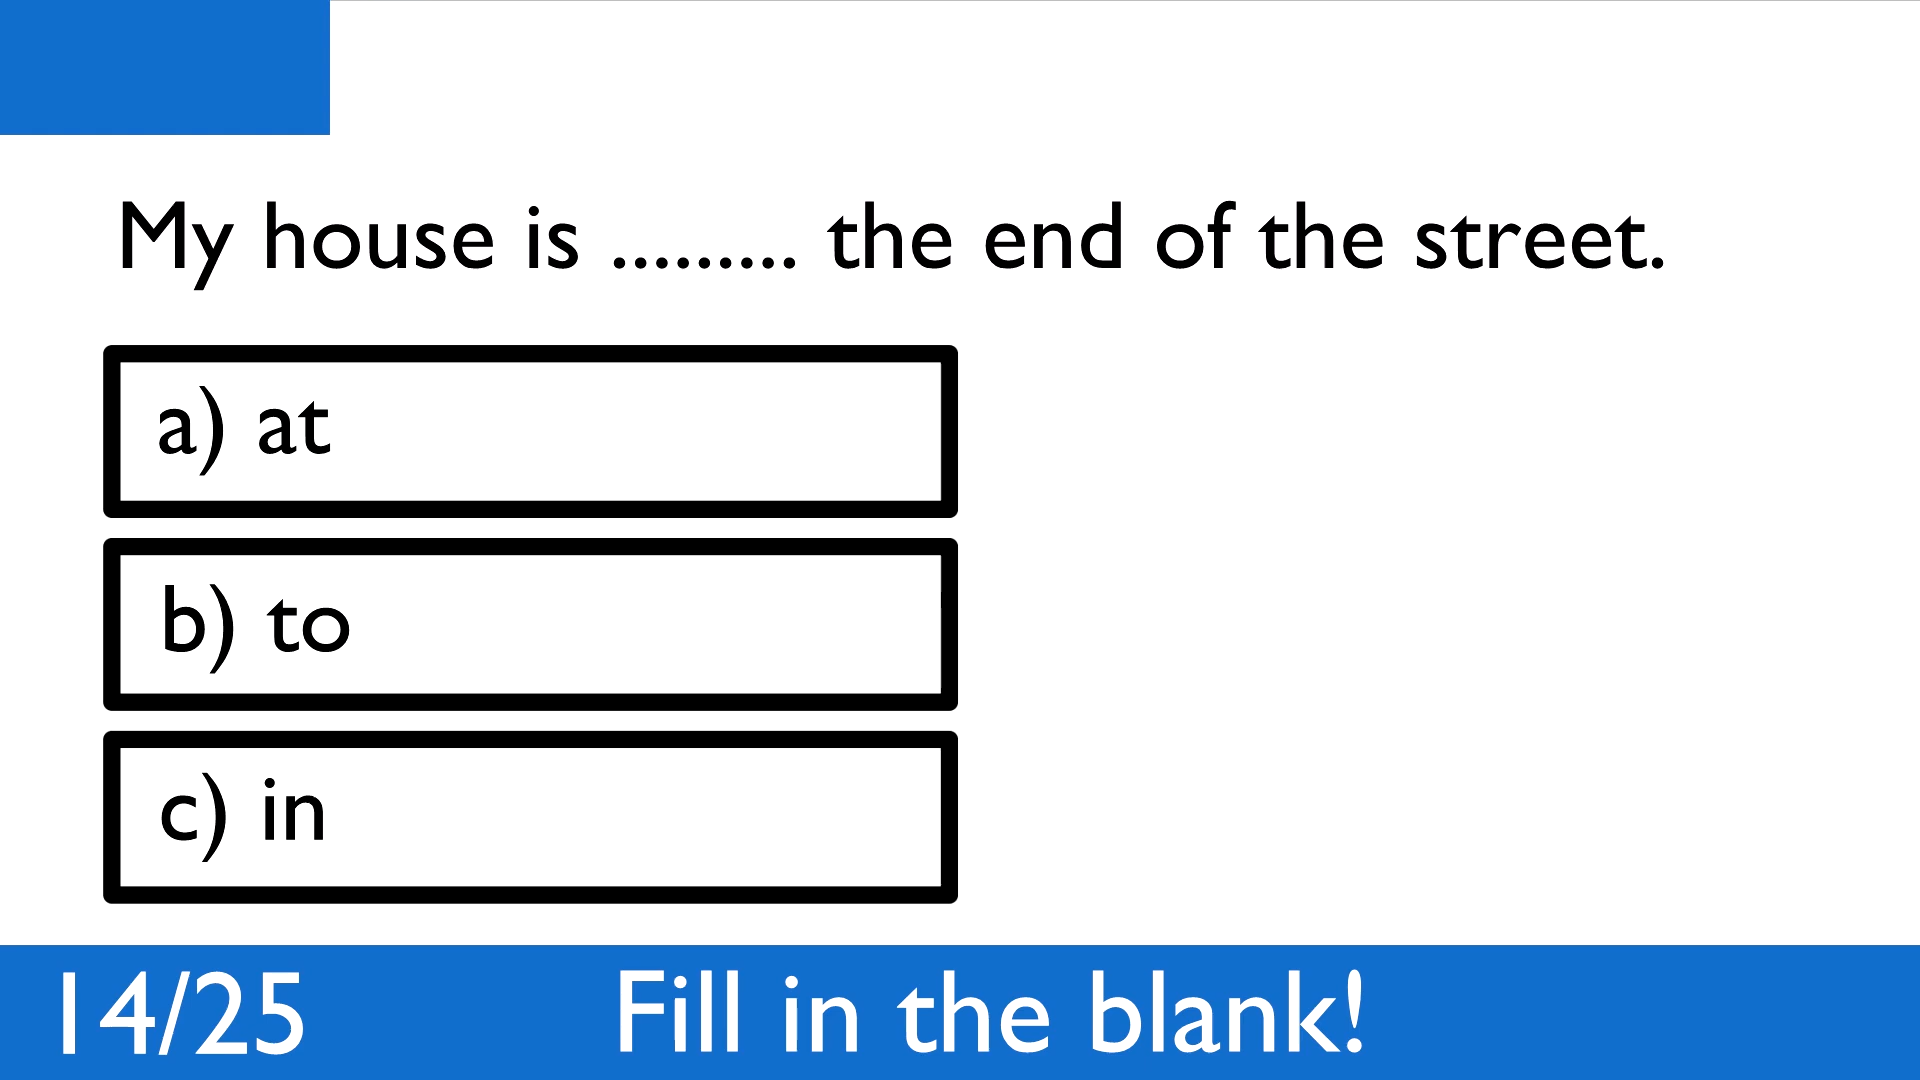 My house is ......... the end of the street.
a) at
b) to
c) in
14/25 Fill in the blank!